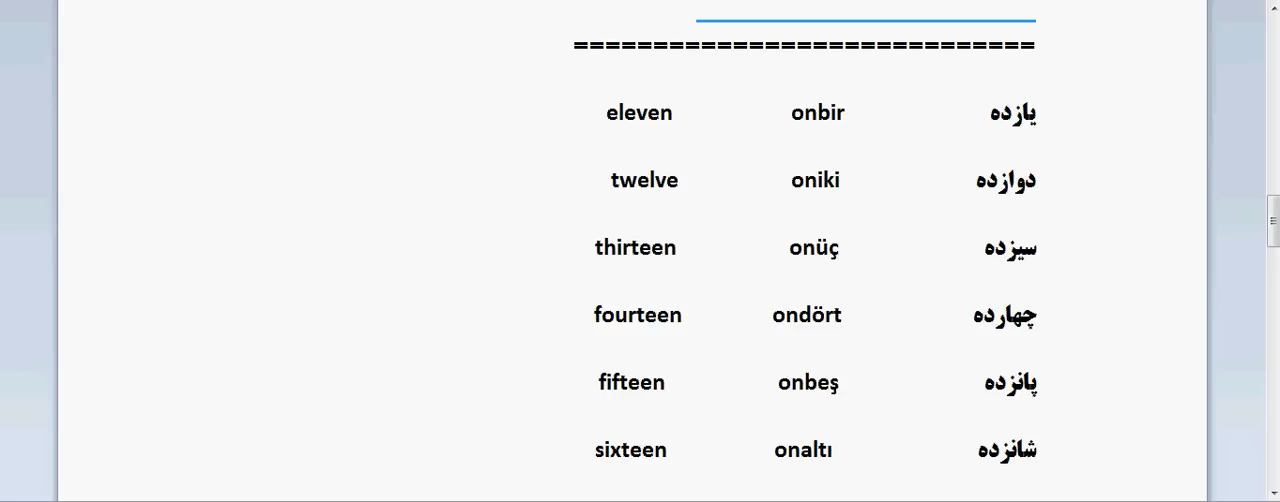 =============================
eleven onbir یازده
twelve oniki دوازده
thirteen onüç سیزده
fourteen ondört چهارده
fifteen onbeş پانزده
sixteen onaltı شانزده